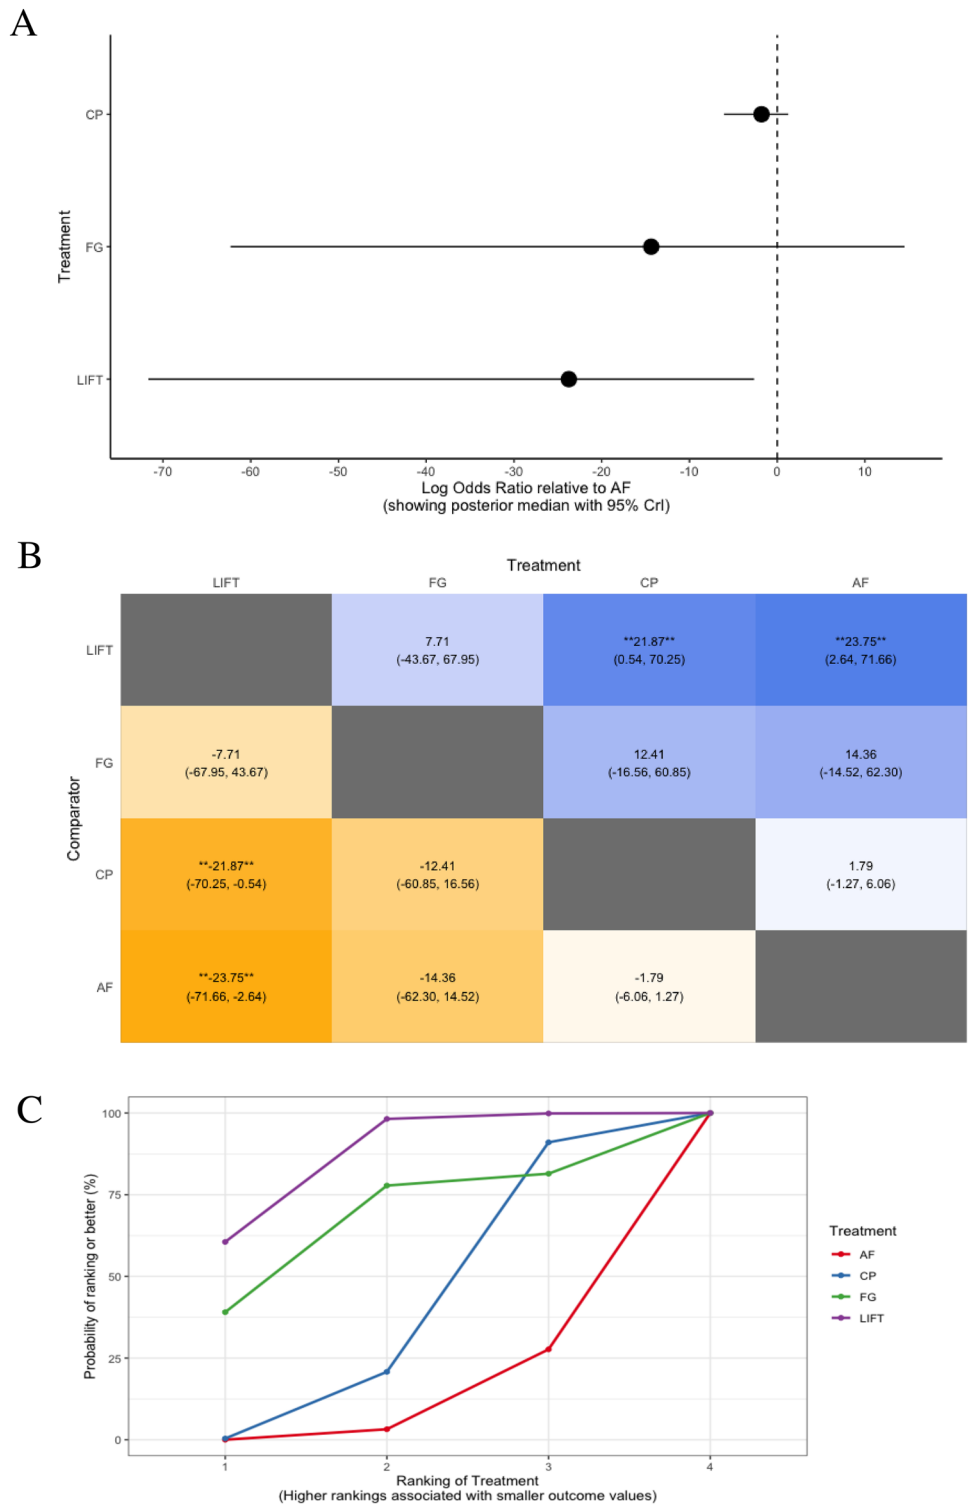 A
CP
FG
LIFT
Treatment
-70 -60 -50 -40 -30 -20 -10 0 10
Log Odds Ratio relative to AF
(showing posterior median with 95% CrI)
B
Treatment
LIFT FG CP AF
Comparator
LIFT
7.71 **21.87** **23.75**
(-43.67, 67.95) (0.54, 70.25) (2.64, 71.66)
FG
-7.71 12.41 14.36
(-67.95, 43.67) (-16.56, 60.85) (-14.52, 62.30)
CP
**-21.87** -12.41 1.79
(-70.25, -0.54) (-60.85, 16.56) (-1.27, 6.06)
AF
**-23.75** -14.36 -1.79
(-71.66, -2.64) (-62.30, 14.52) (-6.06, 1.27)
C
Probability of ranking or better (%)
100
75
50
25
0
1 2 3 4
Ranking of Treatment
(Higher rankings associated with smaller outcome values)
Treatment
AF
CP
FG
LIFT